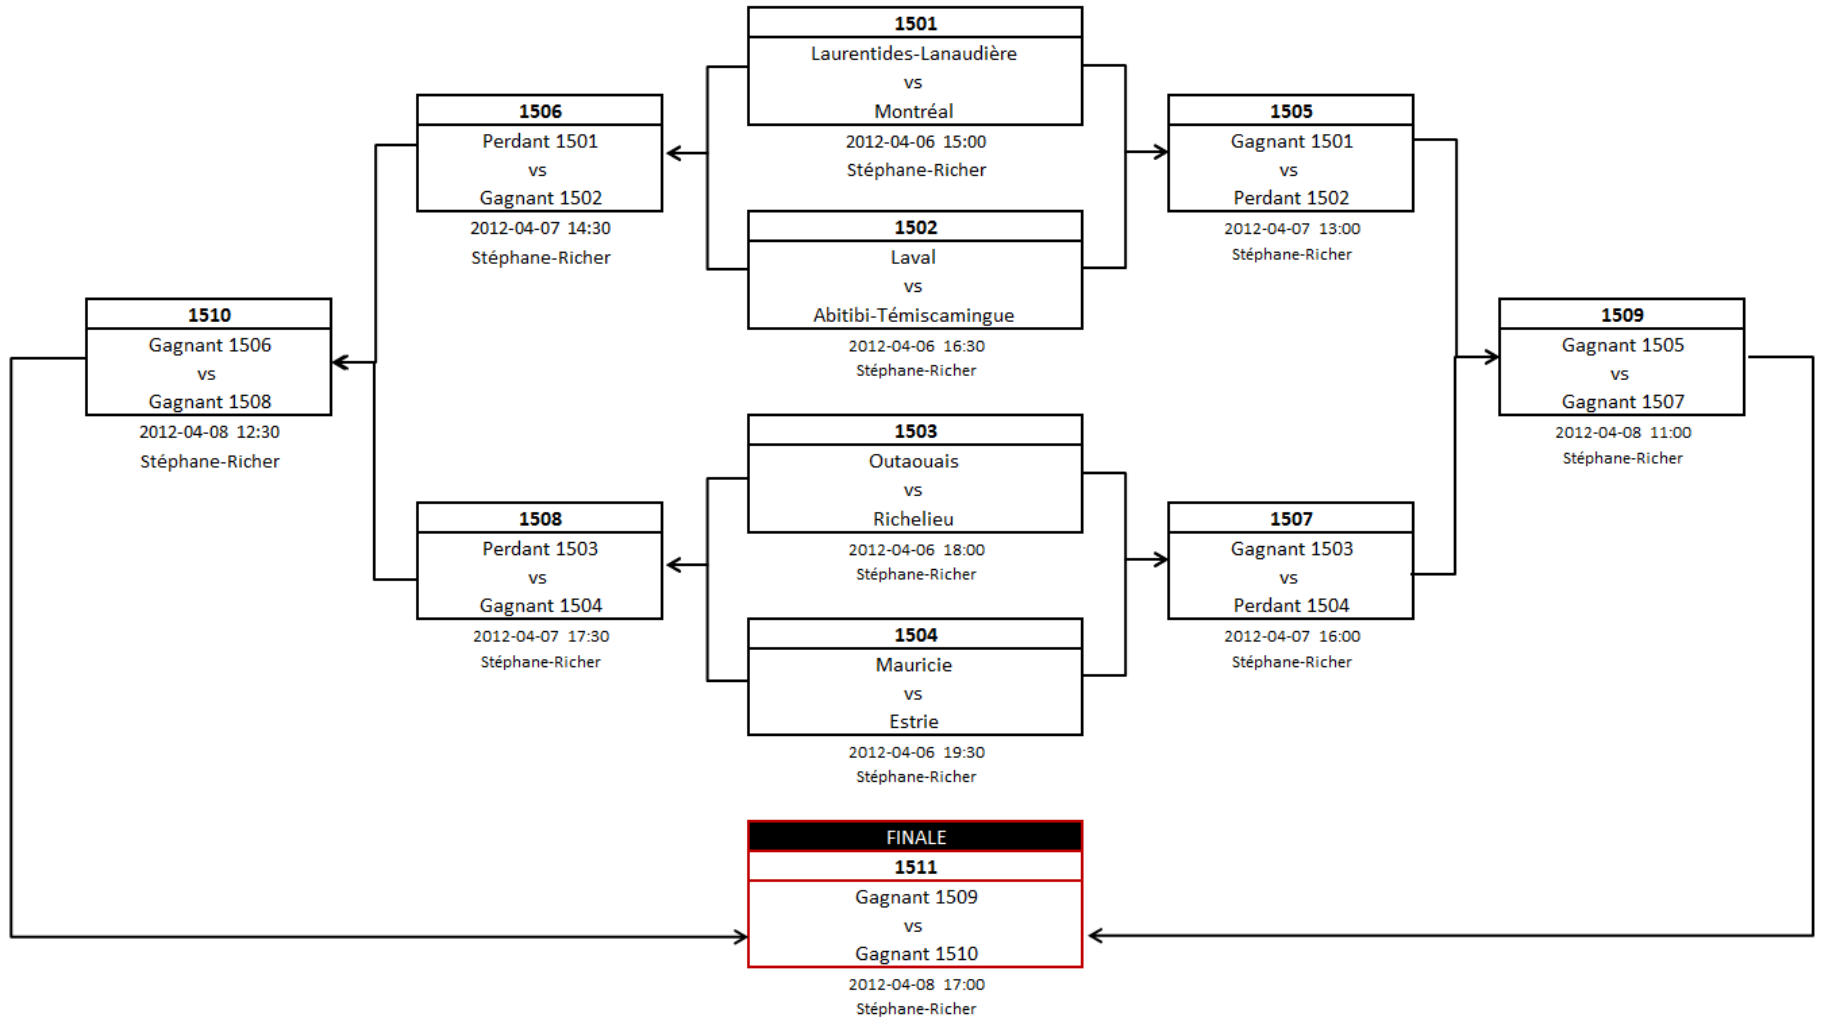 1501
Laurentides-Lanaudière
vs
Montréal
2012-04-06 15:00
Stéphane-Richer
1506
Perdant 1501
vs
Gagnant 1502
2012-04-07 14:30
Stéphane-Richer
1505
Gagnant 1501
vs
Perdant 1502
2012-04-07 13:00
Stéphane-Richer
1502
Laval
vs
Abitibi-Témiscamingue
2012-04-06 16:30
Stéphane-Richer
1510
Gagnant 1506
vs
Gagnant 1508
2012-04-08 12:30
Stéphane-Richer
1509
Gagnant 1505
vs
Gagnant 1507
2012-04-08 11:00
Stéphane-Richer
1503
Outaouais
vs
Richelieu
2012-04-06 18:00
Stéphane-Richer
1508
Perdant 1503
vs
Gagnant 1504
2012-04-07 17:30
Stéphane-Richer
1507
Gagnant 1503
vs
Perdant 1504
2012-04-07 16:00
Stéphane-Richer
1504
Mauricie
vs
Estrie
2012-04-06 19:30
Stéphane-Richer
FINALE
1511
Gagnant 1509
vs
Gagnant 1510
2012-04-08 17:00
Stéphane-Richer